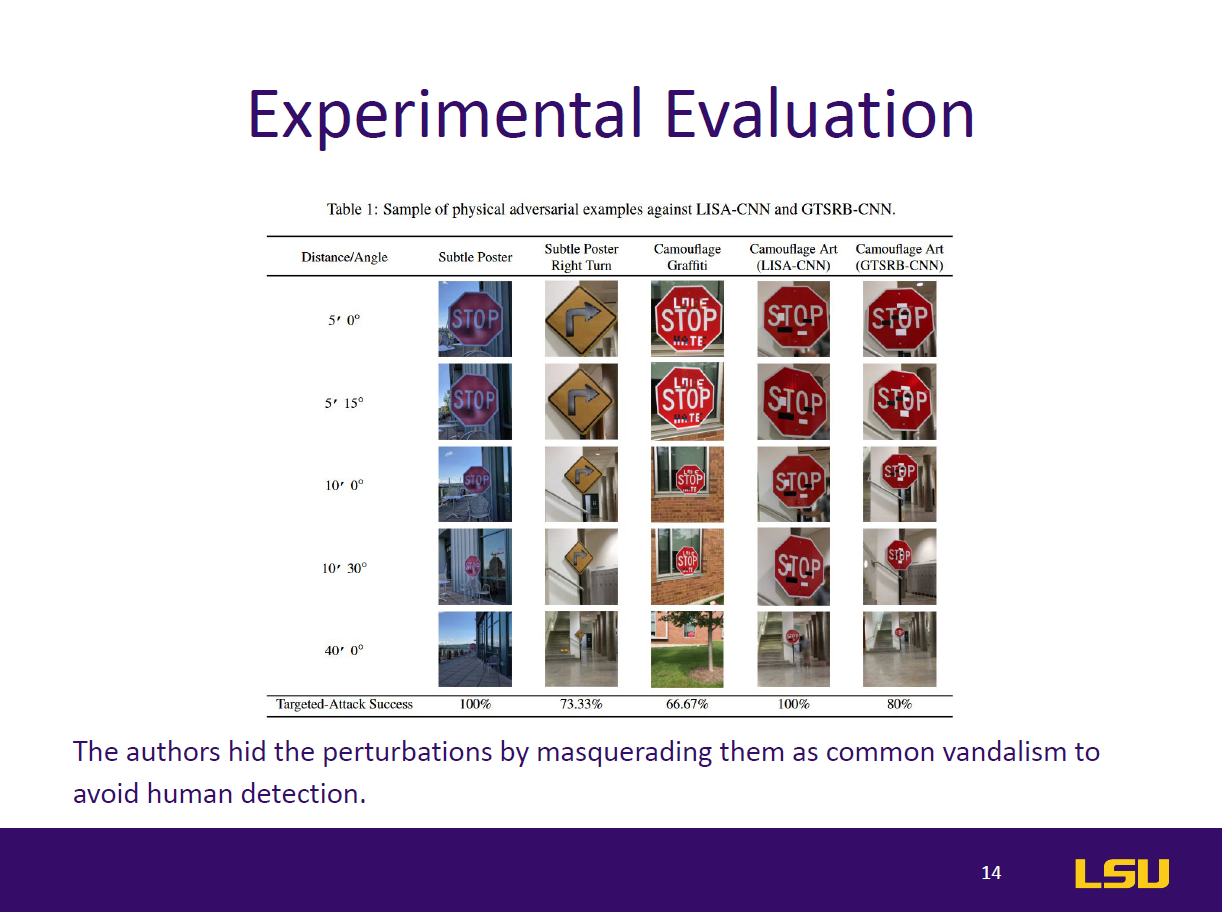 Experimental Evaluation
Table 1: Sample of physical adversarial examples against LISA-CNN and GTSRB-CNN.
Distance/Angle Subtle Poster Subtle Poster Right Turn Camouflage Graffiti Camouflage Art (LISA-CNN) Camouflage Art (GTSRB-CNN)
5′ 0° STOP STOP HATE STOP STOP
5′ 15° STOP STOP HATE STOP STOP
10′ 0° STOP STOP STOP STOP
10′ 30° STOP STOP STOP STOP
40′ 0°
Targeted-Attack Success 100% 73.33% 66.67% 100% 80%
The authors hid the perturbations by masquerading them as common vandalism to
avoid human detection.
14
LSU